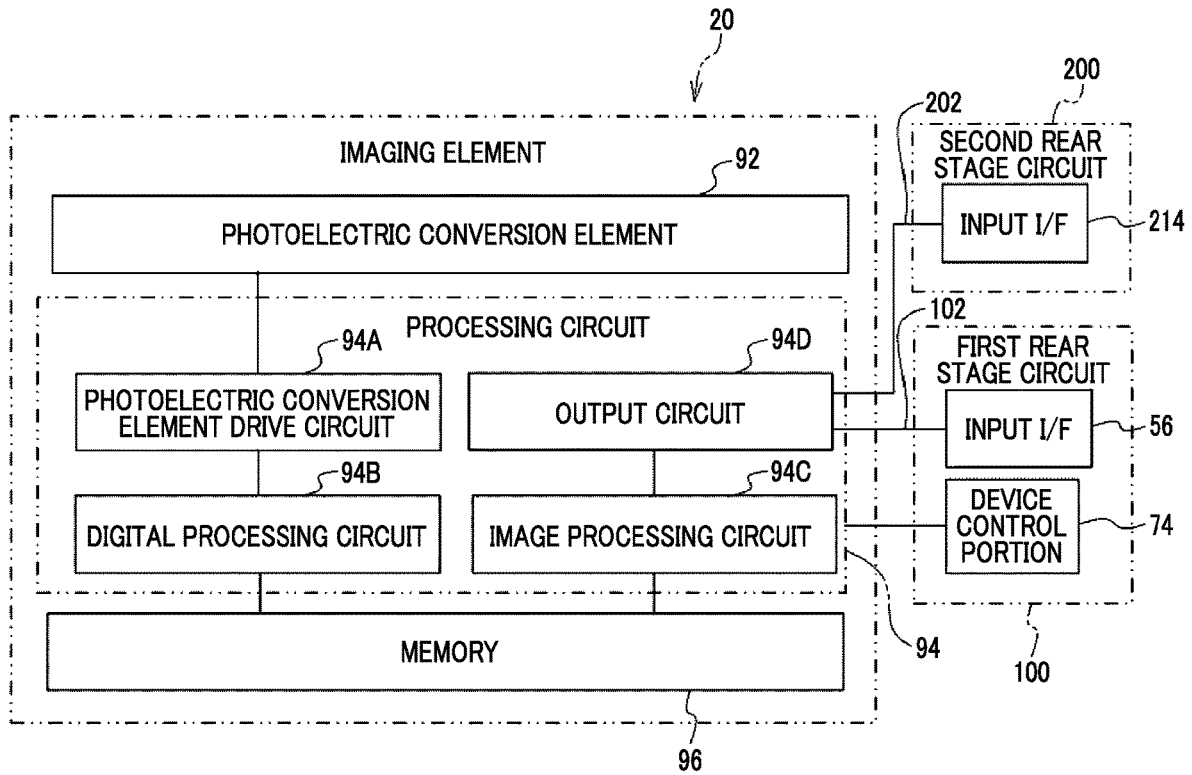 20
200
202
IMAGING ELEMENT
92
SECOND REAR
STAGE CIRCUIT
INPUT I/F
214
PHOTOELECTRIC CONVERSION ELEMENT
102
PROCESSING CIRCUIT
94A
94D
FIRST REAR
STAGE CIRCUIT
PHOTOELECTRIC CONVERSION
ELEMENT DRIVE CIRCUIT
OUTPUT CIRCUIT
INPUT I/F
56
94B
94C
DIGITAL PROCESSING CIRCUIT
IMAGE PROCESSING CIRCUIT
DEVICE
CONTROL
PORTION
74
MEMORY
94
100
96